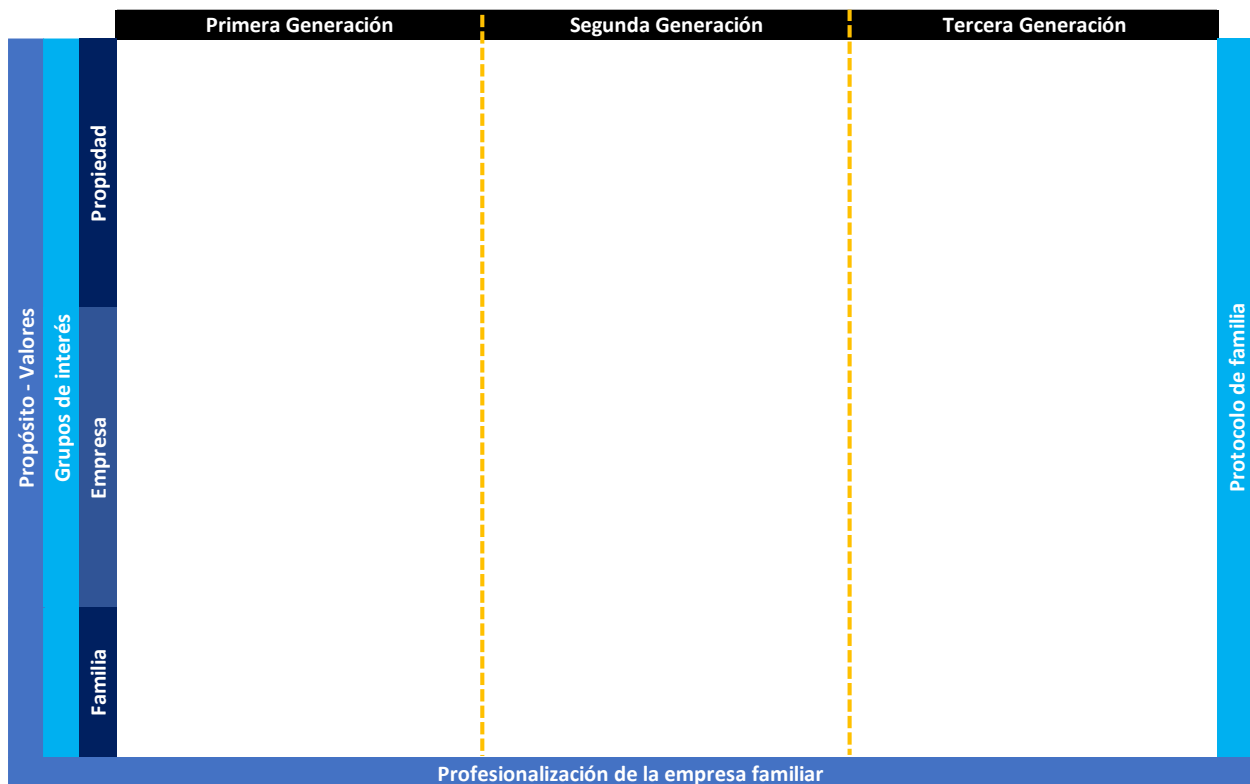 Primera Generación
Segunda Generación
Tercera Generación
Propósito - Valores
Grupos de interés
Propiedad
Empresa
Familia
Protocolo de familia
Profesionalización de la empresa familiar